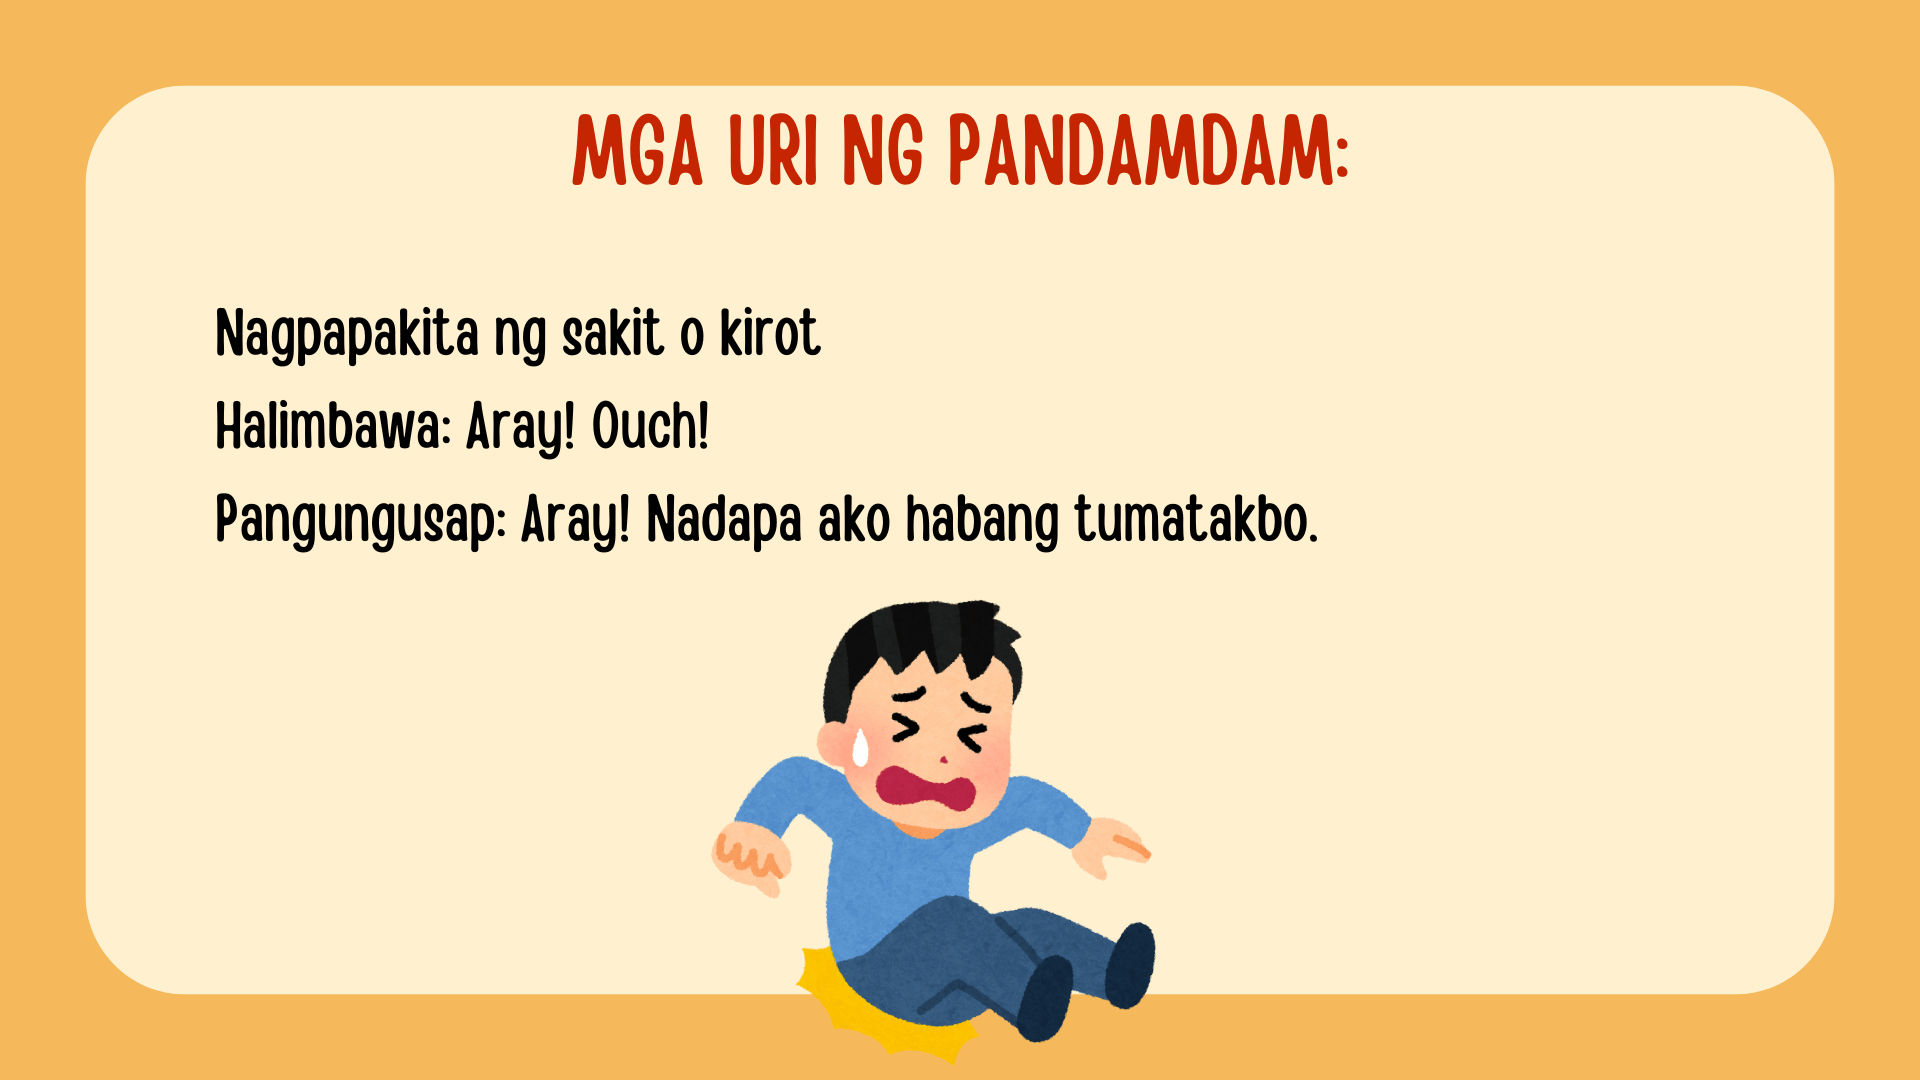 MGA URI NG PANDAMDAM:
Nagpapakita ng sakit o kirot
Halimbawa: Aray! Ouch!
Pangungusap: Aray! Nadapa ako habang tumatakbo.